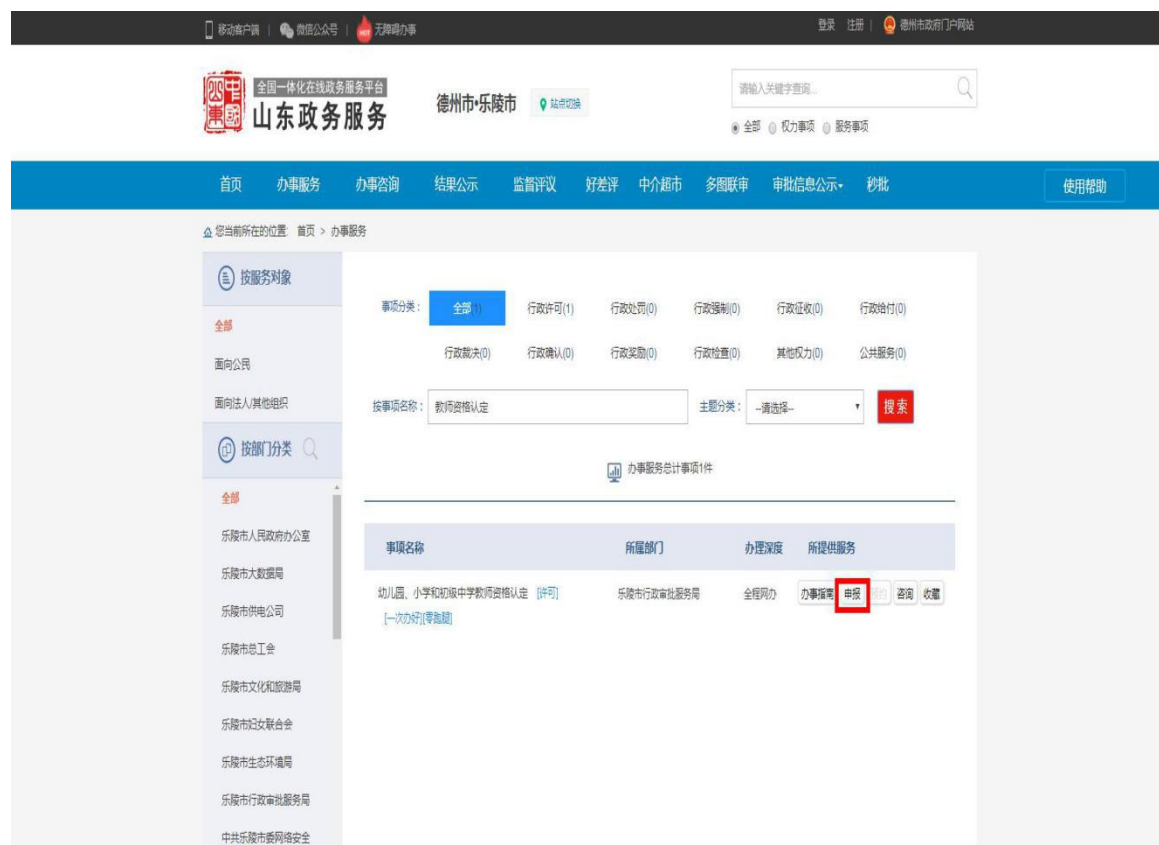 移动客户端 | 微信公众号 | 无障碍办事
登录 注册 | 德州市政府门户网站
全国一体化在线政务服务平台
山东政务服务
德州市·乐陵市 站点切换
请输入关键字查询...
全部 权力事项 服务事项
首页 办事服务 办事咨询 结果公示 监督评议 好差评 中介超市 多图联审 审批信息公示 秒批 使用帮助
您当前所在的位置: 首页 > 办事服务
按服务对象
全部
面向公民
面向法人/其他组织
按部门分类
全部
乐陵市人民政府办公室
乐陵市大数据局
乐陵市供电公司
乐陵市总工会
乐陵市文化和旅游局
乐陵市妇女联合会
乐陵市生态环境局
乐陵市行政审批服务局
中共乐陵市委网络安全
事项分类: 全部(1) 行政许可(1) 行政处罚(0) 行政强制(0) 行政征收(0) 行政给付(0)
行政裁决(0) 行政确认(0) 行政奖励(0) 行政检查(0) 其他权力(0) 公共服务(0)
按事项名称: 教师资格认定 主题分类: --请选择-- 搜索
办事服务总计事项1件
事项名称 所属部门 办理深度 所提供服务
幼儿园、小学和初级中学教师资格认定 [许可] 乐陵市行政审批服务局 全程网办 办事指南 申报 预约 咨询 收藏
[一次办好][零跑腿]